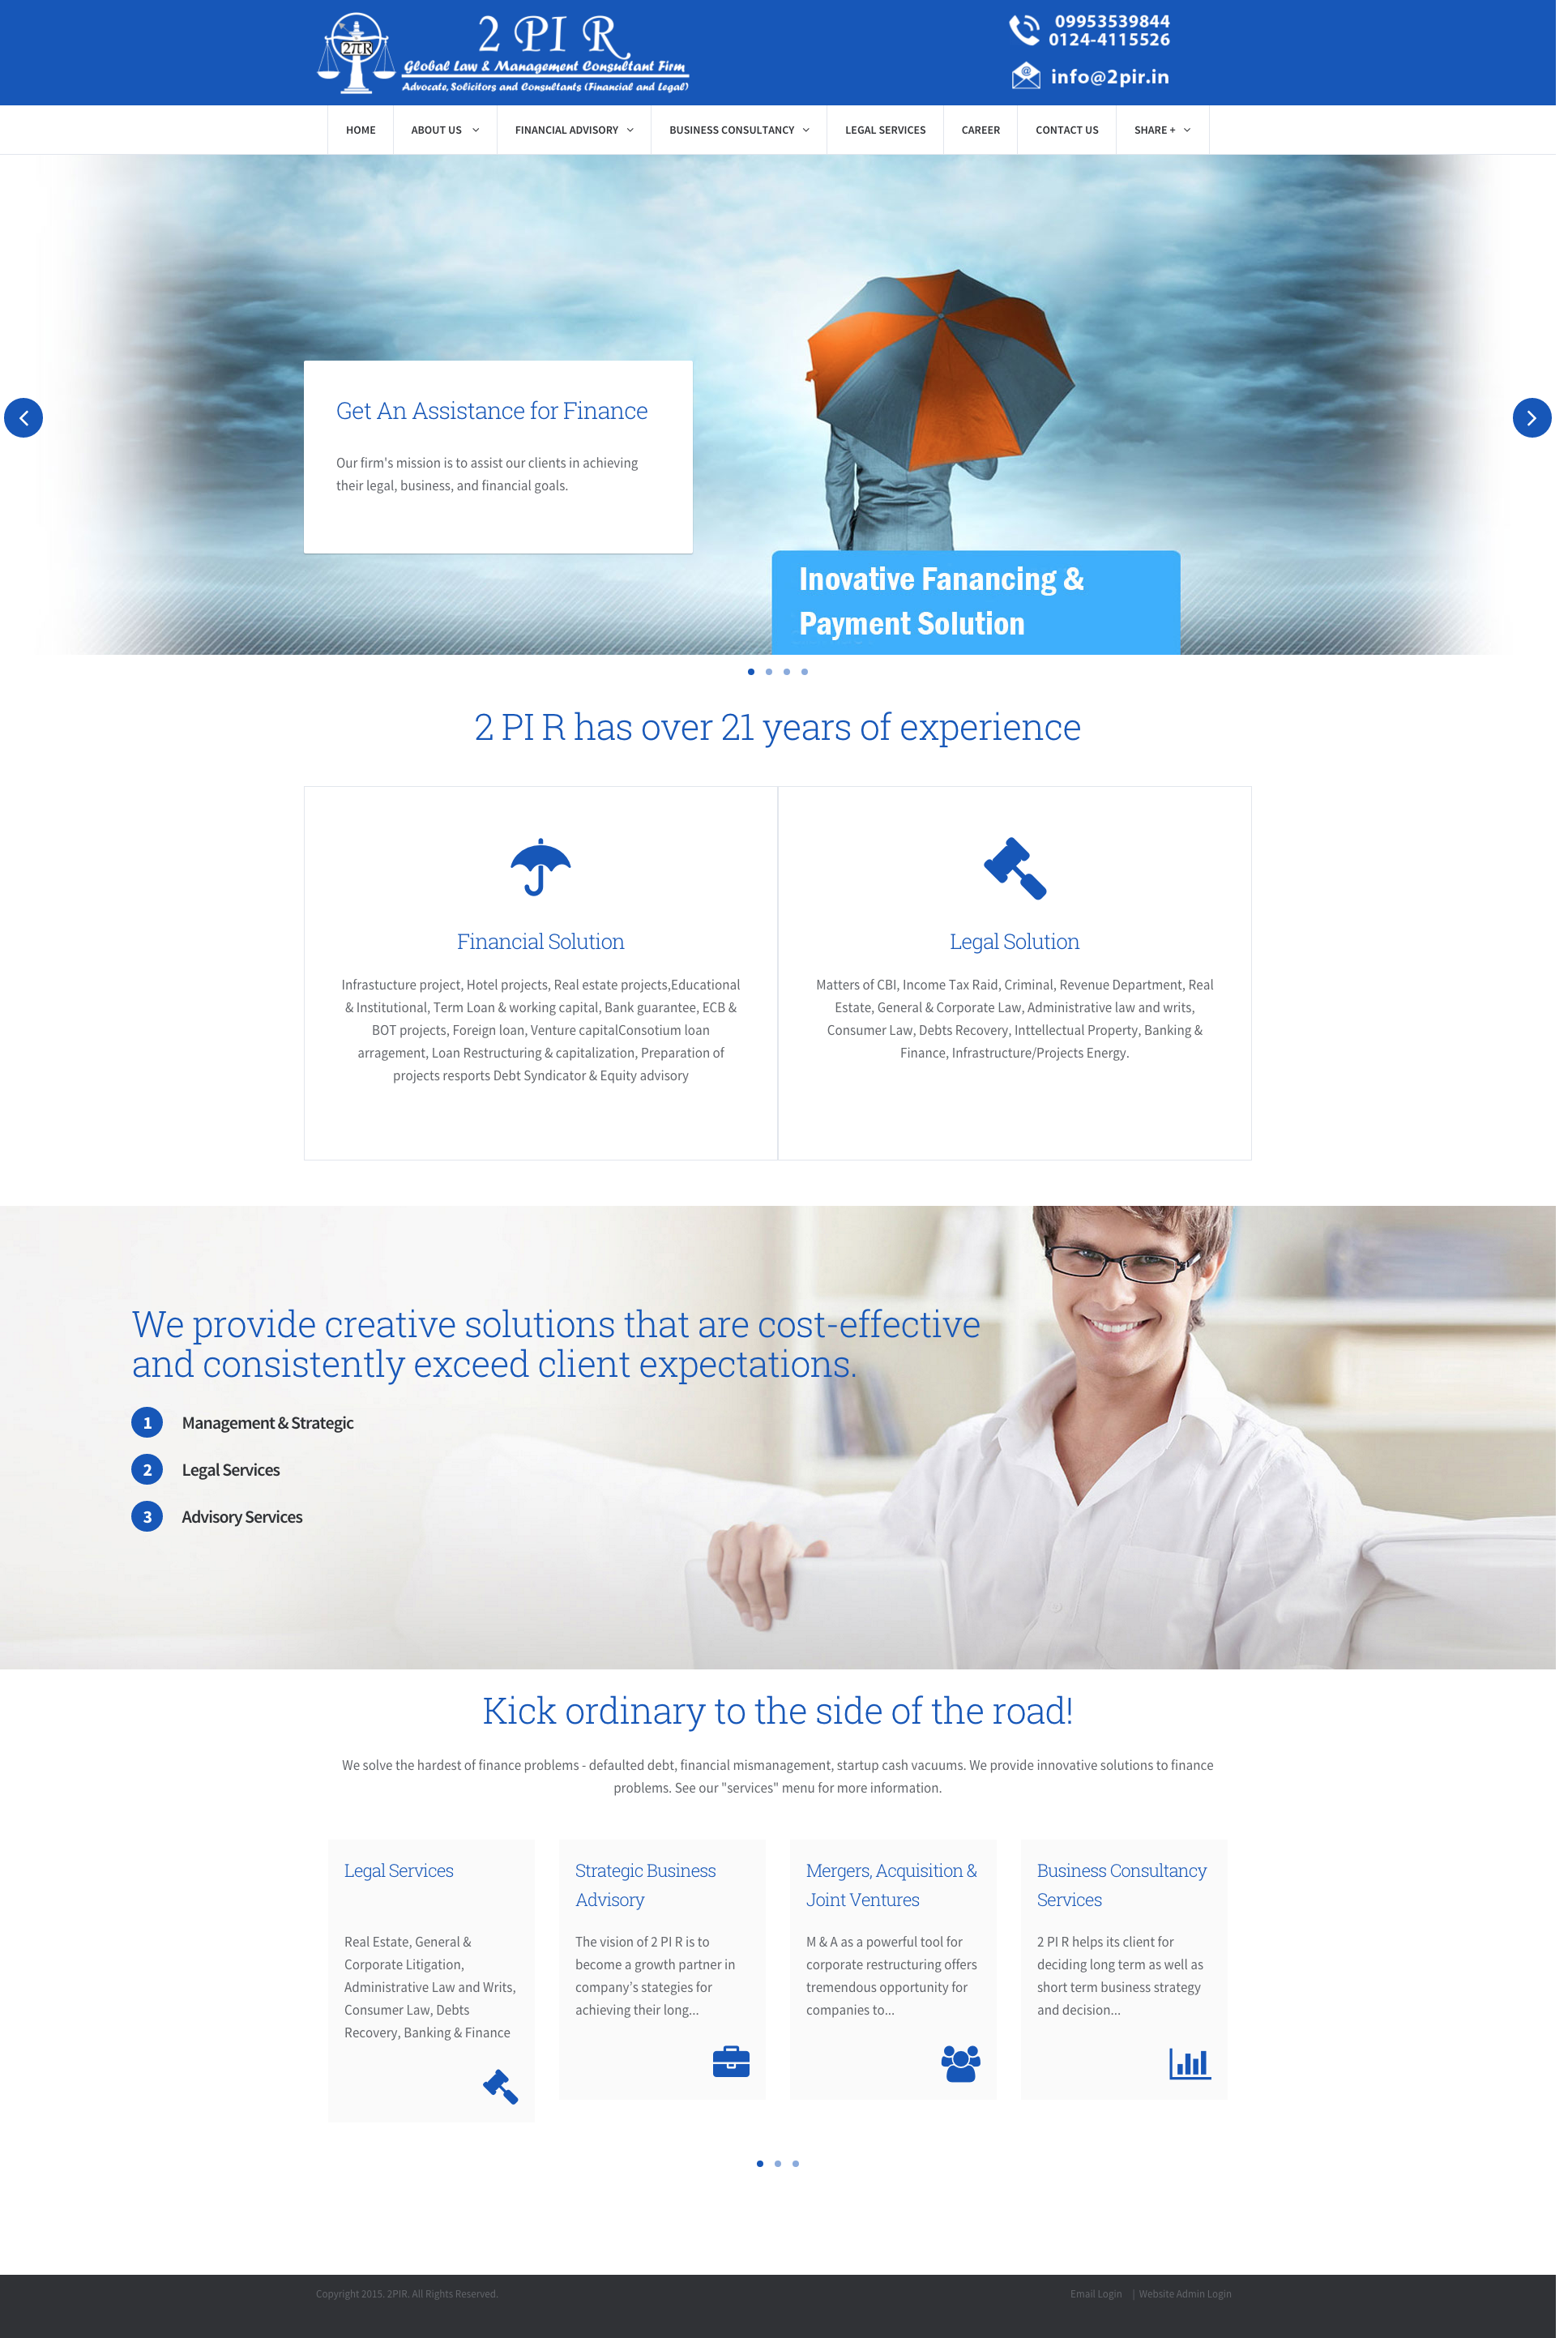 2πR
2 PI R
Global Law & Management Consultant Firm
Advocate, Solicitors and Consultants (Financial and Legal)
09953539844
0124-4115526
info@2pir.in
HOME
ABOUT US
FINANCIAL ADVISORY
BUSINESS CONSULTANCY
LEGAL SERVICES
CAREER
CONTACT US
SHARE +
Get An Assistance for Finance
Our firm's mission is to assist our clients in achieving
their legal, business, and financial goals.
Inovative Fanancing &
Payment Solution
2 PI R has over 21 years of experience
Financial Solution
Infrastucture project, Hotel projects, Real estate projects,Educational
& Institutional, Term Loan & working capital, Bank guarantee, ECB &
BOT projects, Foreign loan, Venture capitalConsotium loan
arragement, Loan Restructuring & capitalization, Preparation of
projects resports Debt Syndicator & Equity advisory
Legal Solution
Matters of CBI, Income Tax Raid, Criminal, Revenue Department, Real
Estate, General & Corporate Law, Administrative law and writs,
Consumer Law, Debts Recovery, Inttellectual Property, Banking &
Finance, Infrastructure/Projects Energy.
We provide creative solutions that are cost-effective
and consistently exceed client expectations.
1 Management & Strategic
2 Legal Services
3 Advisory Services
Kick ordinary to the side of the road!
We solve the hardest of finance problems - defaulted debt, financial mismanagement, startup cash vacuums. We provide innovative solutions to finance
problems. See our "services" menu for more information.
Legal Services
Real Estate, General &
Corporate Litigation,
Administrative Law and Writs,
Consumer Law, Debts
Recovery, Banking & Finance
Strategic Business
Advisory
The vision of 2 PI R is to
become a growth partner in
company's stategies for
achieving their long...
Mergers, Acquisition &
Joint Ventures
M & A as a powerful tool for
corporate restructuring offers
tremendous opportunity for
companies to...
Business Consultancy
Services
2 PI R helps its client for
deciding long term as well as
short term business strategy
and decision...
Copyright 2015. 2PIR. All Rights Reserved.
Email Login | Website Admin Login